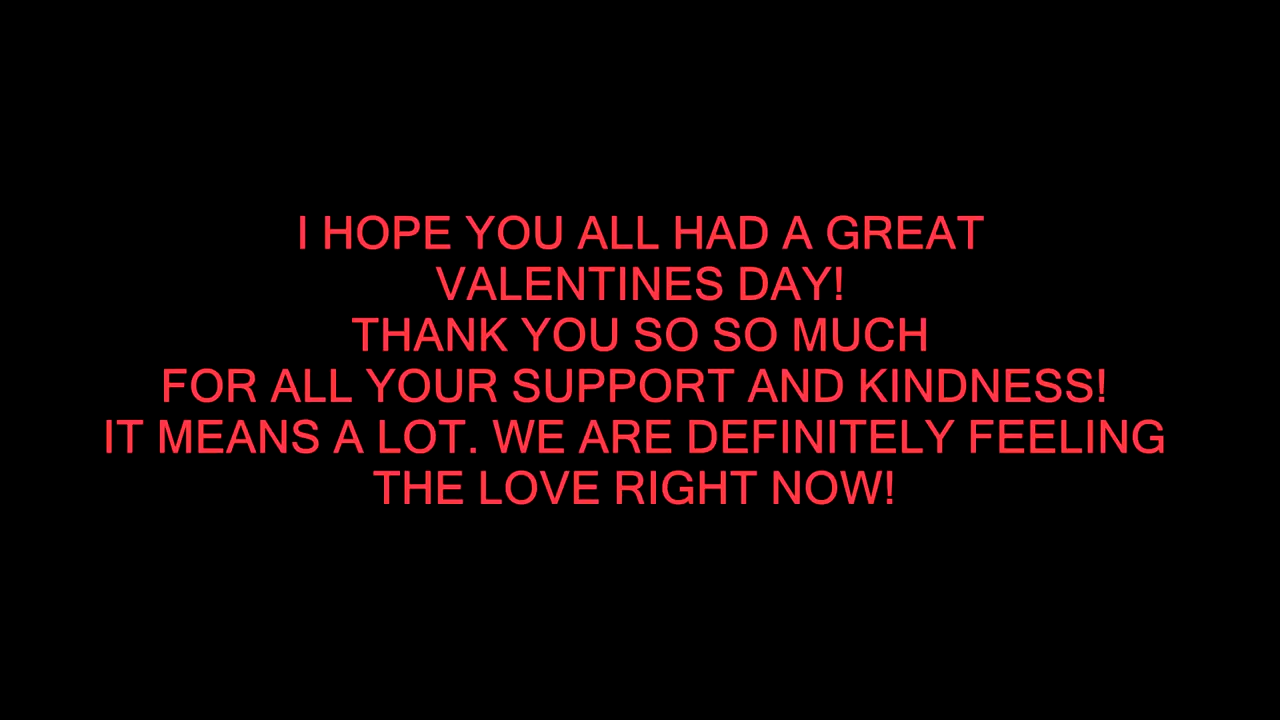 I HOPE YOU ALL HAD A GREAT
VALENTINES DAY!
THANK YOU SO SO MUCH
FOR ALL YOUR SUPPORT AND KINDNESS!
IT MEANS A LOT. WE ARE DEFINITELY FEELING
THE LOVE RIGHT NOW!